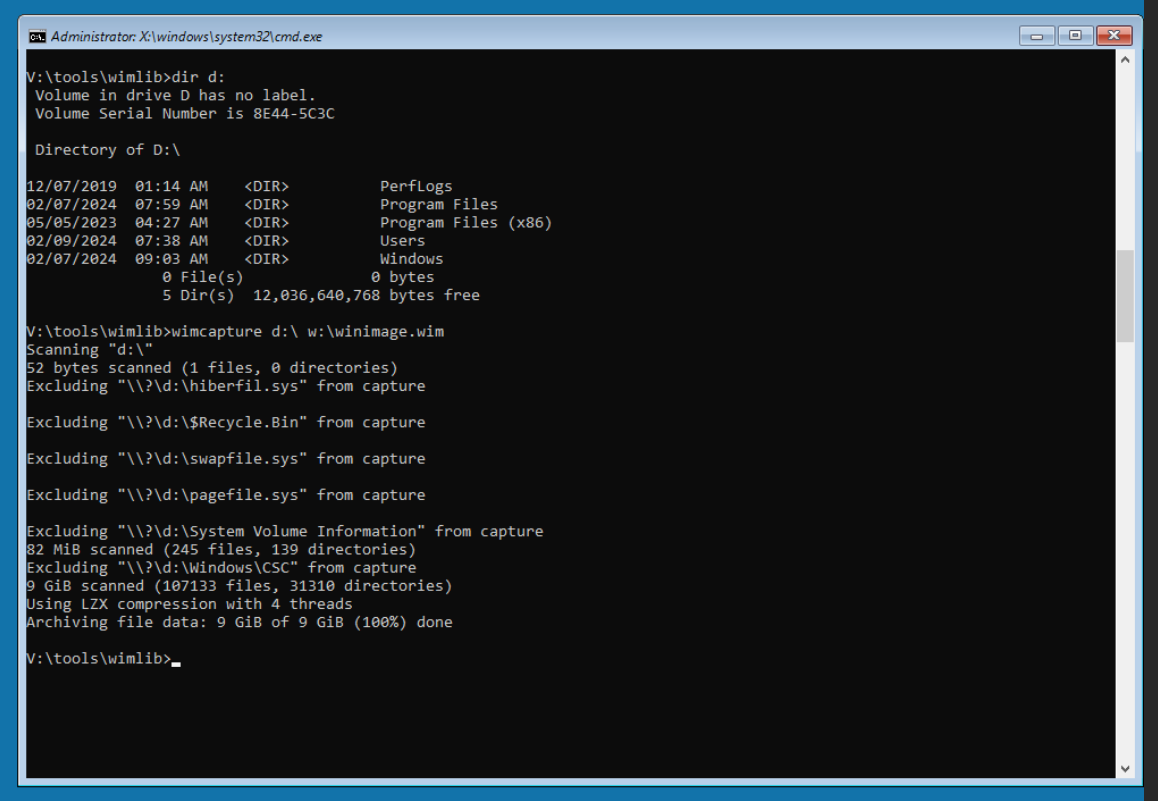 Administrator: X:\windows\system32\cmd.exe
V:\tools\wimlib>dir d:
 Volume in drive D has no label.
 Volume Serial Number is 8E44-5C3C
 Directory of D:\
12/07/2019  01:14 AM    <DIR>          PerfLogs
02/07/2024  07:59 AM    <DIR>          Program Files
05/05/2023  04:27 AM    <DIR>          Program Files (x86)
02/09/2024  07:38 AM    <DIR>          Users
02/07/2024  09:03 AM    <DIR>          Windows
               0 File(s)              0 bytes
               5 Dir(s)  12,036,640,768 bytes free
V:\tools\wimlib>wimcapture d:\ w:\winimage.wim
Scanning "d:\"
52 bytes scanned (1 files, 0 directories)
Excluding "\\?\d:\hiberfil.sys" from capture
Excluding "\\?\d:\$Recycle.Bin" from capture
Excluding "\\?\d:\swapfile.sys" from capture
Excluding "\\?\d:\pagefile.sys" from capture
Excluding "\\?\d:\System Volume Information" from capture
82 MiB scanned (245 files, 139 directories)
Excluding "\\?\d:\Windows\CSC" from capture
9 GiB scanned (107133 files, 31310 directories)
Using LZX compression with 4 threads
Archiving file data: 9 GiB of 9 GiB (100%) done
V:\tools\wimlib>